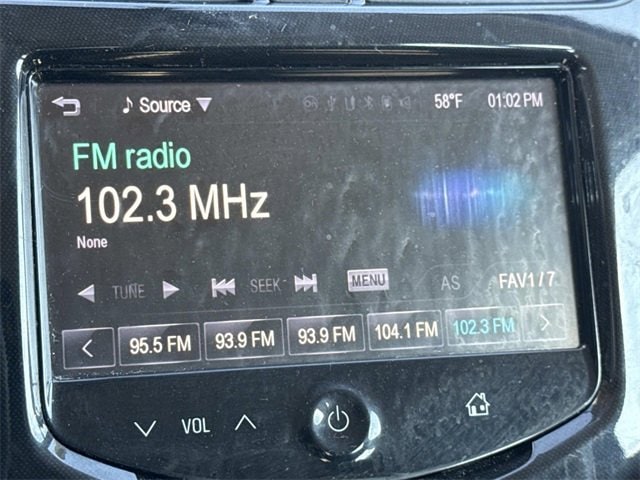 Source 58°F 01:02 PM
FM radio
102.3 MHz
None
TUNE SEEK MENU AS FAV1 / 7
95.5 FM 93.9 FM 93.9 FM 104.1 FM 102.3 FM
VOL